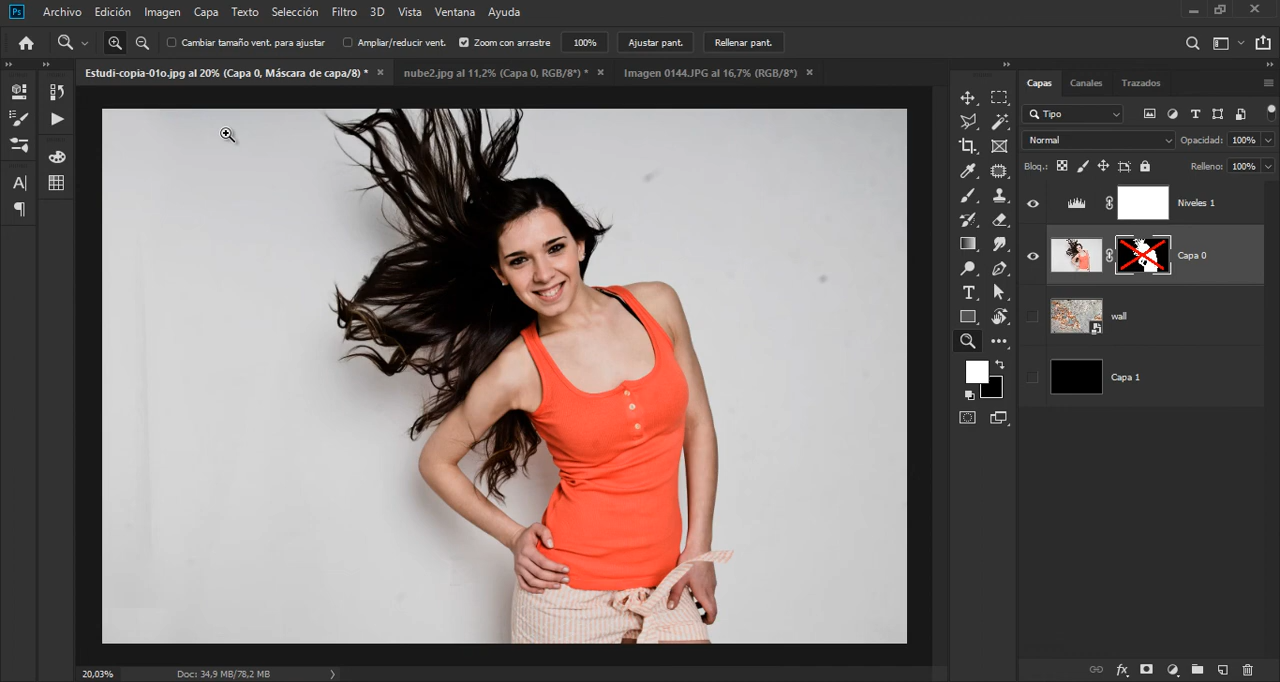 Ps Archivo Edición Imagen Capa Texto Selección Filtro 3D Vista Ventana Ayuda
Cambiar tamaño vent. para ajustar Ampliar/reducir vent. Zoom con arrastre 100% Ajustar pant. Rellenar pant.
Estudi-copia-01o.jpg al 20% (Capa 0, Máscara de capa/8) * nube2.jpg al 11,2% (Capa 0, RGB/8*) * Imagen 0144.JPG al 16,7% (RGB/8*)
Capas Canales Trazados
Tipo
Normal Opacidad: 100%
Bloq.: Relleno: 100%
Niveles 1
Capa 0
wall
Capa 1
20,03% Doc: 34,9 MB/78,2 MB